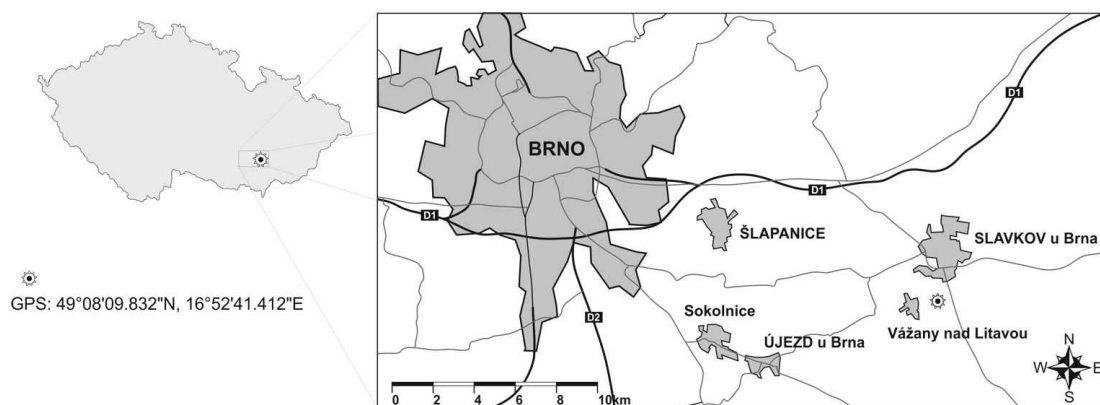 GPS: 49°08'09.832"N, 16°52'41.412"E
BRNO
D1
D1
D1
D2
ŠLAPANICE
SLAVKOV u Brna
Sokolnice
ÚJEZD u Brna
Vážany nad Litavou
0 2 4 6 8 10km
N
W E
S